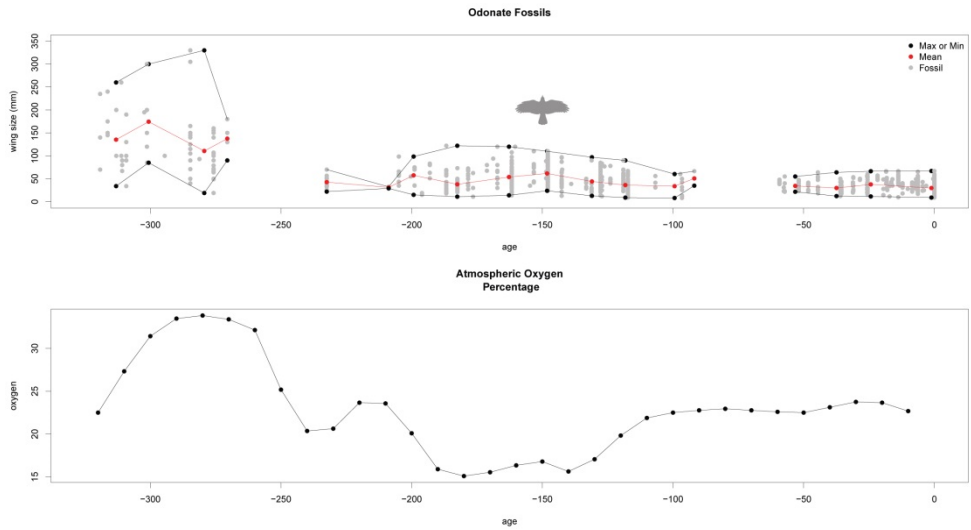 Odonate Fossils
wing size (mm)
350
300
250
200
150
100
50
0
Max or Min
Mean
Fossil
−300
−250
−200
−150
−100
−50
0
age
Atmospheric Oxygen
Percentage
oxygen
30
25
20
15
−300
−250
−200
−150
−100
−50
0
age